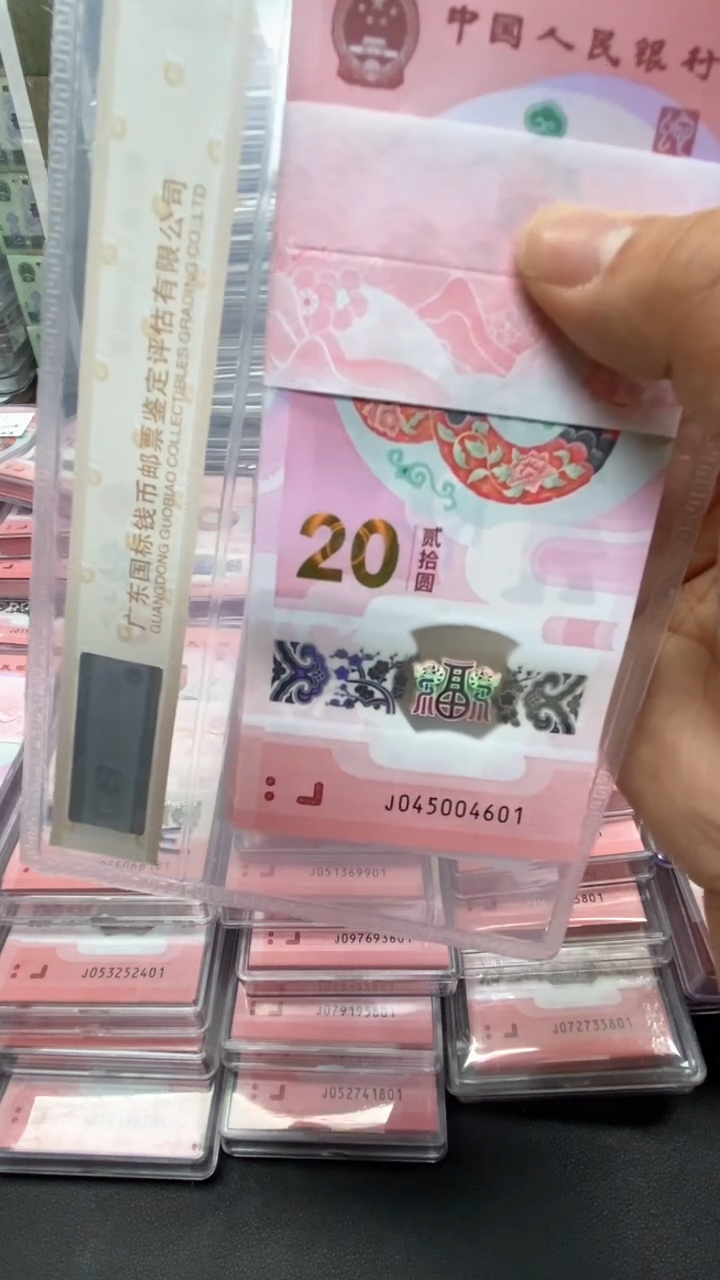 中国人民银行
广东国标钱币邮票鉴定评估有限公司
GUANGDONG GUOBIAO COLLECTIBLES GRADING CO.,LTD
20
贰拾圆
J045004601
J051369901
J097693601
J053252401
J079195801
J072735801
J052741801